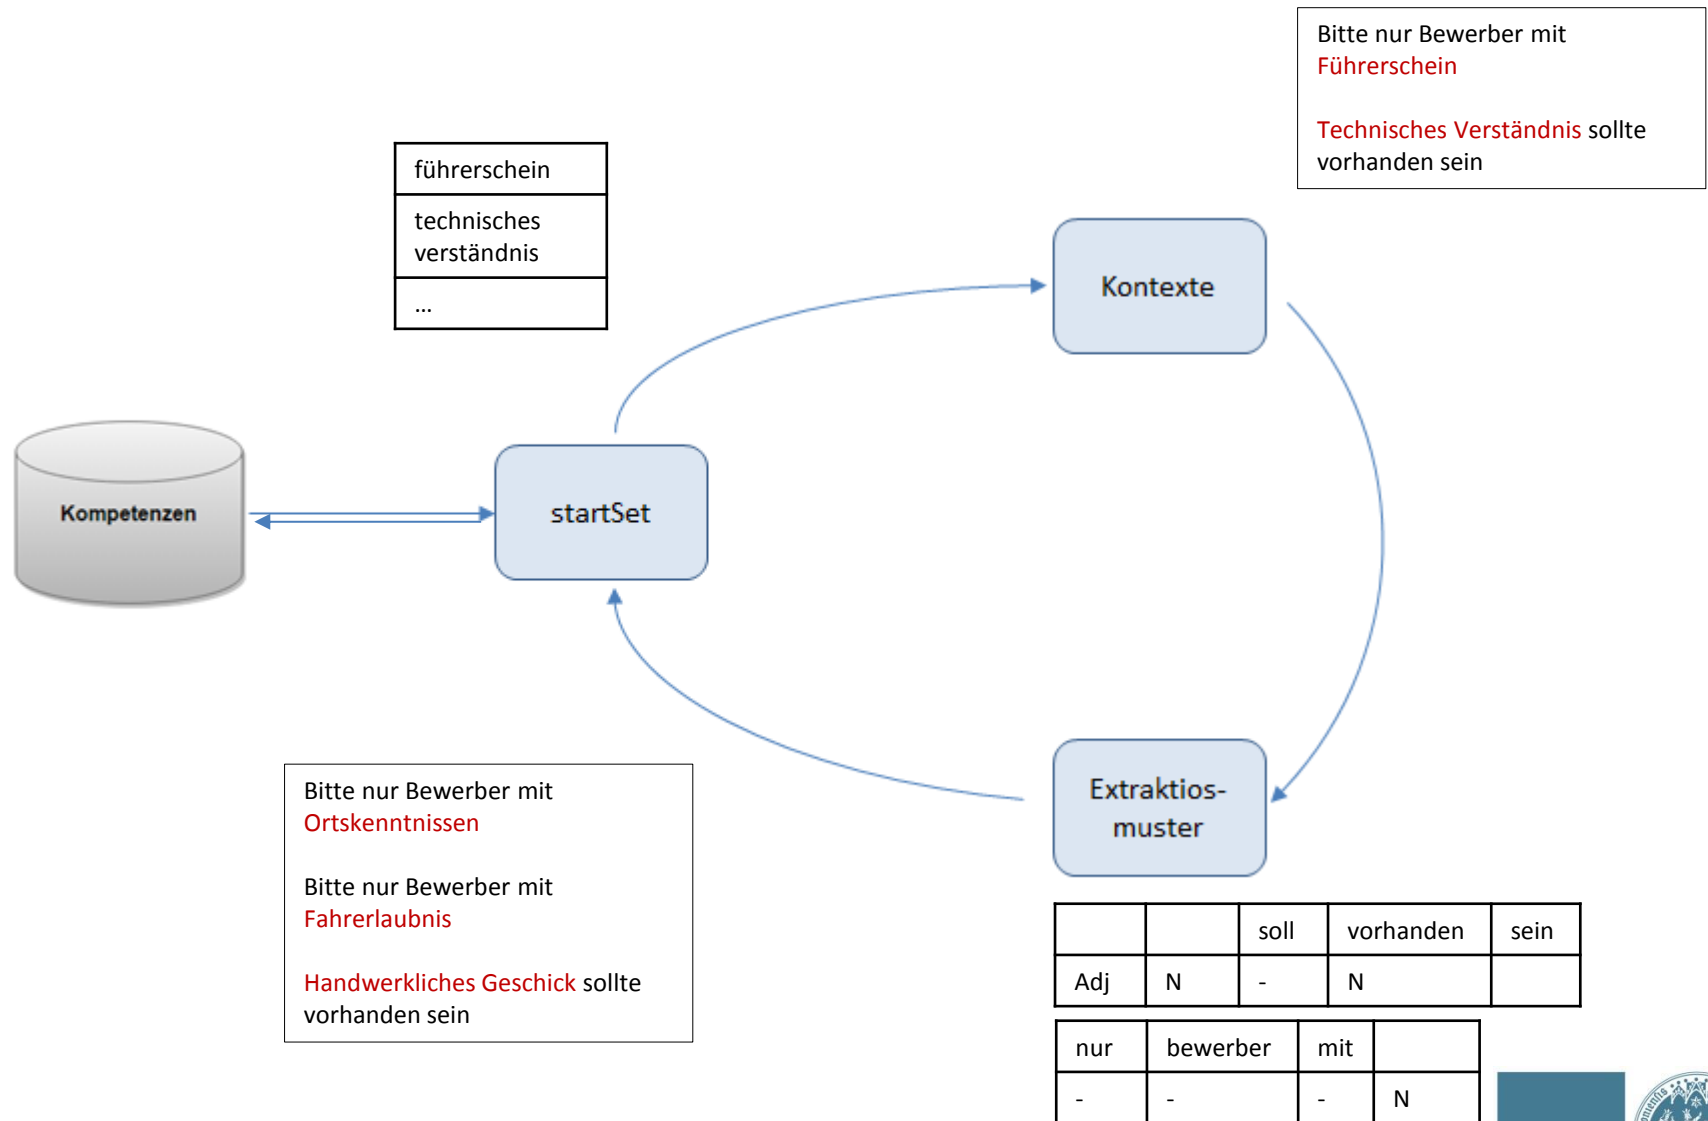 Bitte nur Bewerber mit
Führerschein
Technisches Verständnis sollte
vorhanden sein
führerschein
technisches
verständnis
...
Kontexte
Kompetenzen
startSet
Extraktios-
muster
Bitte nur Bewerber mit
Ortskenntnissen
Bitte nur Bewerber mit
Fahrerlaubnis
Handwerkliches Geschick sollte
vorhanden sein
soll vorhanden sein
Adj N - N
nur bewerber mit
- - - N